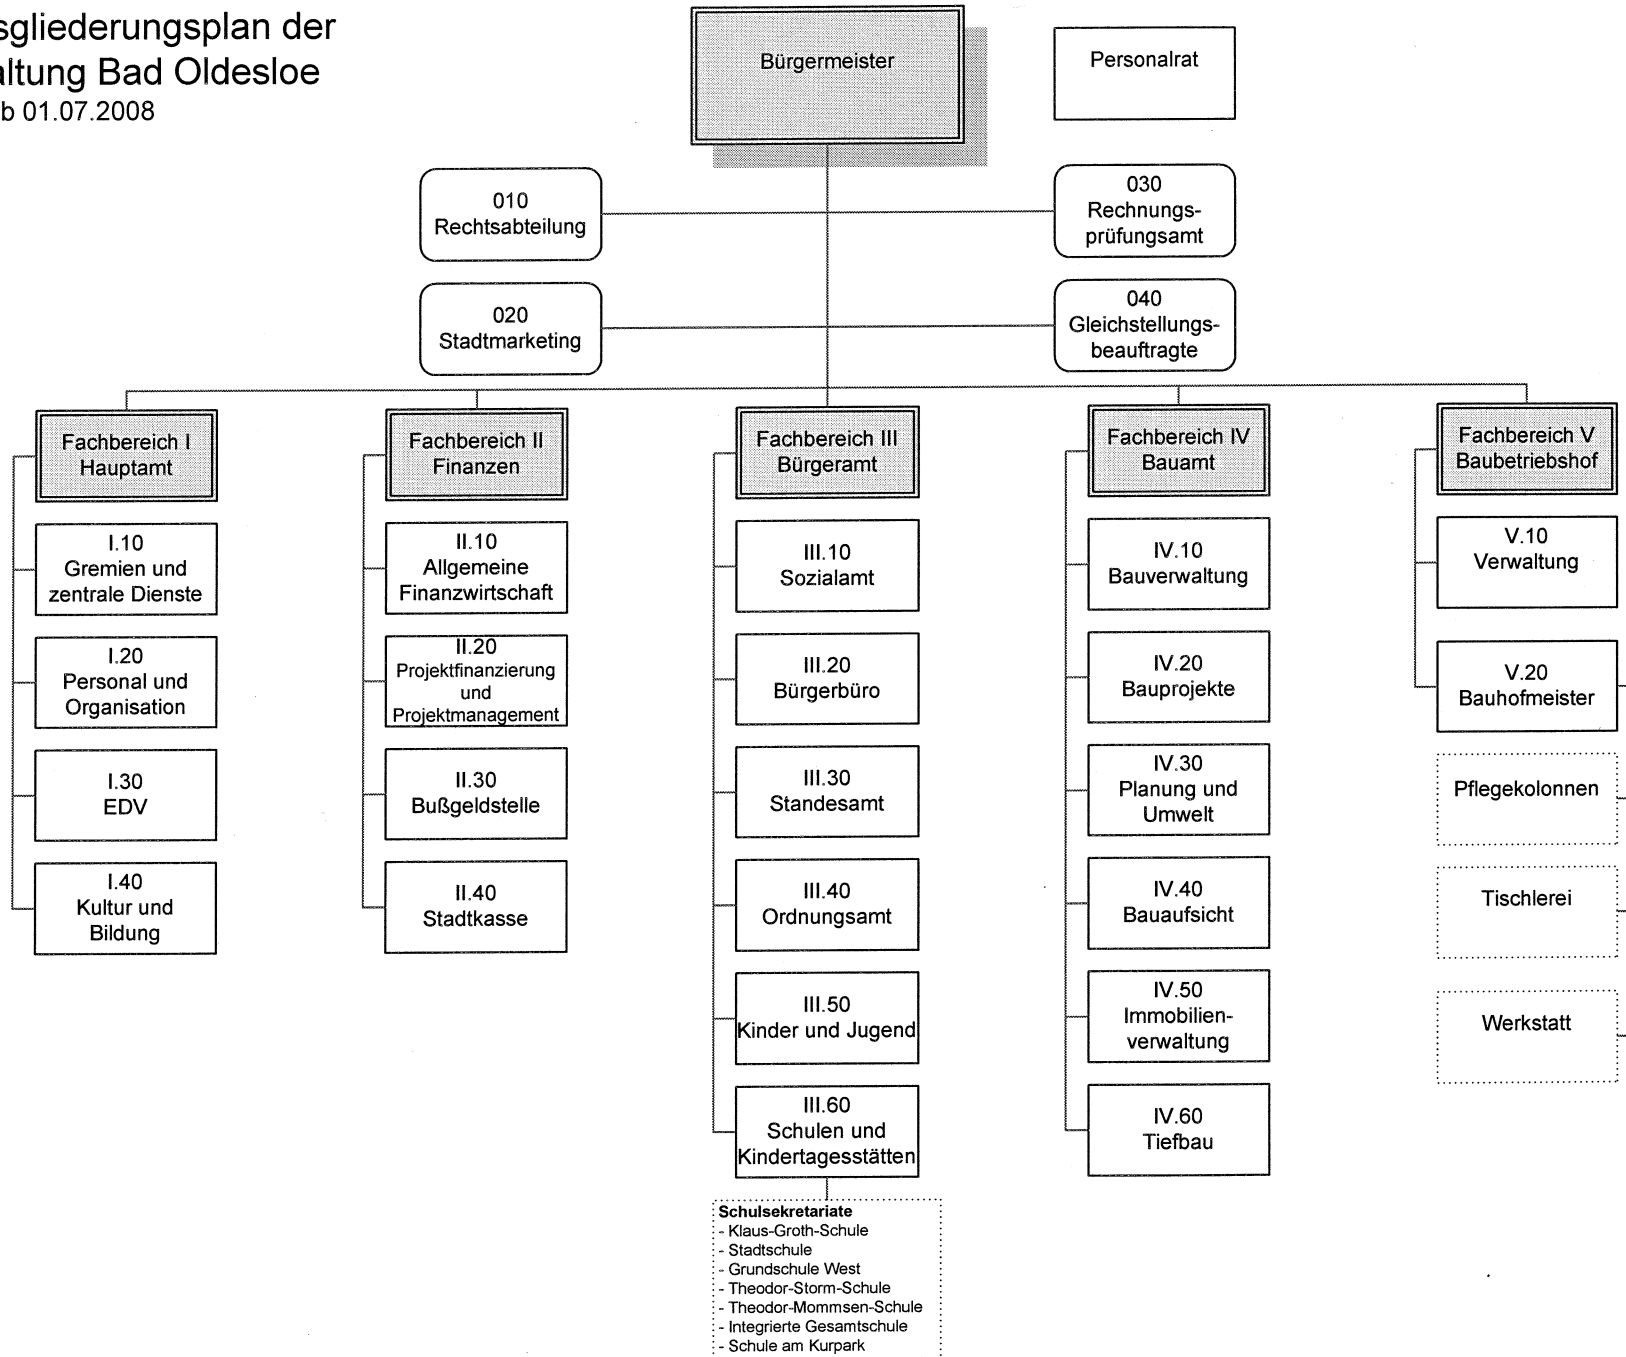 sgliederungsplan der
altung Bad Oldesloe
b 01.07.2008
Bürgermeister
Personalrat
010
Rechtsabteilung
030
Rechnungs-
prüfungsamt
020
Stadtmarketing
040
Gleichstellungs-
beauftragte
Fachbereich I
Hauptamt
I.10
Gremien und
zentrale Dienste
I.20
Personal und
Organisation
I.30
EDV
I.40
Kultur und
Bildung
Fachbereich II
Finanzen
II.10
Allgemeine
Finanzwirtschaft
II.20
Projektfinanzierung
und
Projektmanagement
II.30
Bußgeldstelle
II.40
Stadtkasse
Fachbereich III
Bürgeramt
III.10
Sozialamt
III.20
Bürgerbüro
III.30
Standesamt
III.40
Ordnungsamt
III.50
Kinder und Jugend
III.60
Schulen und
Kindertagesstätten
Schulsekretariate
- Klaus-Groth-Schule
- Stadtschule
- Grundschule West
- Theodor-Storm-Schule
- Theodor-Mommsen-Schule
- Integrierte Gesamtschule
- Schule am Kurpark
Fachbereich IV
Bauamt
IV.10
Bauverwaltung
IV.20
Bauprojekte
IV.30
Planung und
Umwelt
IV.40
Bauaufsicht
IV.50
Immobilien-
verwaltung
IV.60
Tiefbau
Fachbereich V
Baubetriebshof
V.10
Verwaltung
V.20
Bauhofmeister
Pflegekolonnen
Tischlerei
Werkstatt